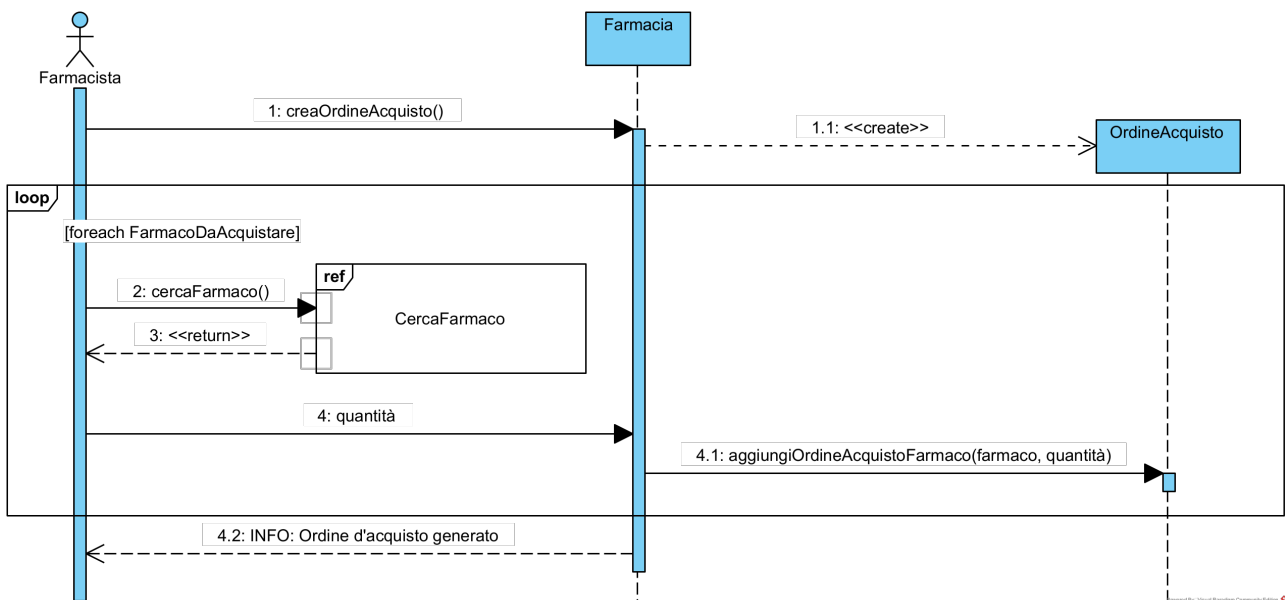 Farmacista
Farmacia
1: creaOrdineAcquisto()
1.1: <<create>>
OrdineAcquisto
loop
[foreach FarmacoDaAcquistare]
ref
2: cercaFarmaco()
CercaFarmaco
3: <<return>>
4: quantità
4.1: aggiungiOrdineAcquistoFarmaco(farmaco, quantità)
4.2: INFO: Ordine d'acquisto generato